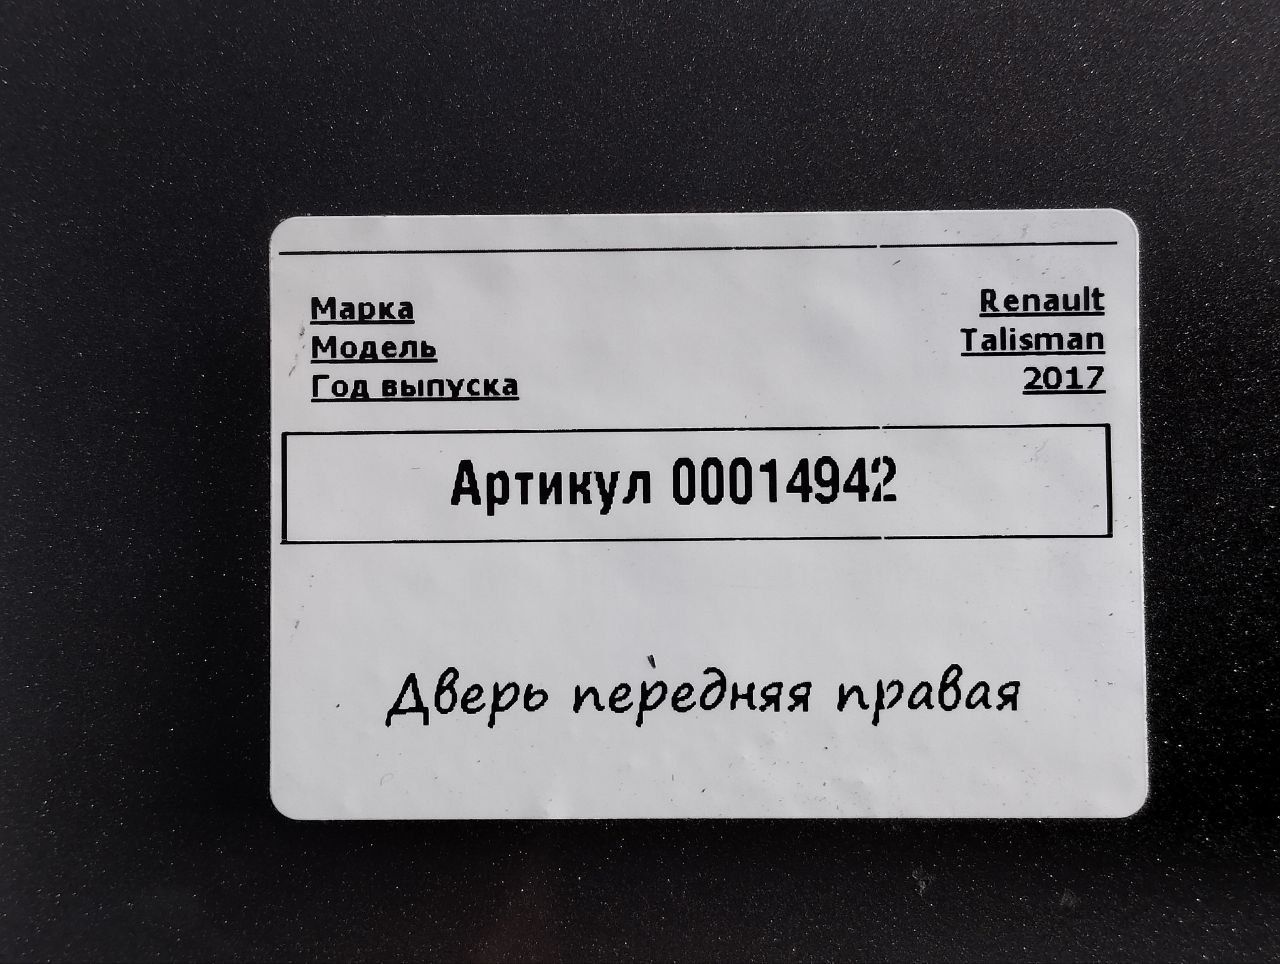 Марка Renault
Модель Talisman
Год выпуска 2017
Артикул 00014942
Дверь передняя правая